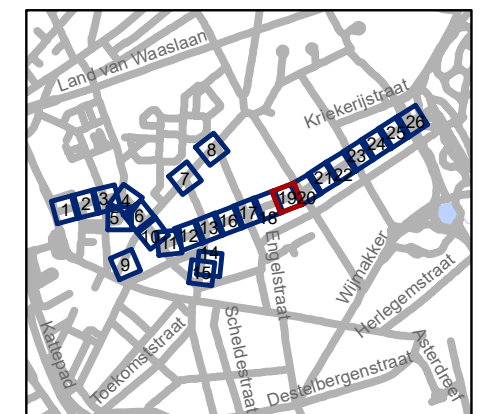 Land van Waaslaan
Kriekerijstraat
1
2
3
4
5
6
7
8
9
10
11
12
13
14
15
16
17
18
19
20
21
22
23
24
25
26
Engelstraat
Wijmakker
Herlegemstraat
Kattepad
Toekomststraat
Scheldestraat
Destelbergenstraat
Asterdreef